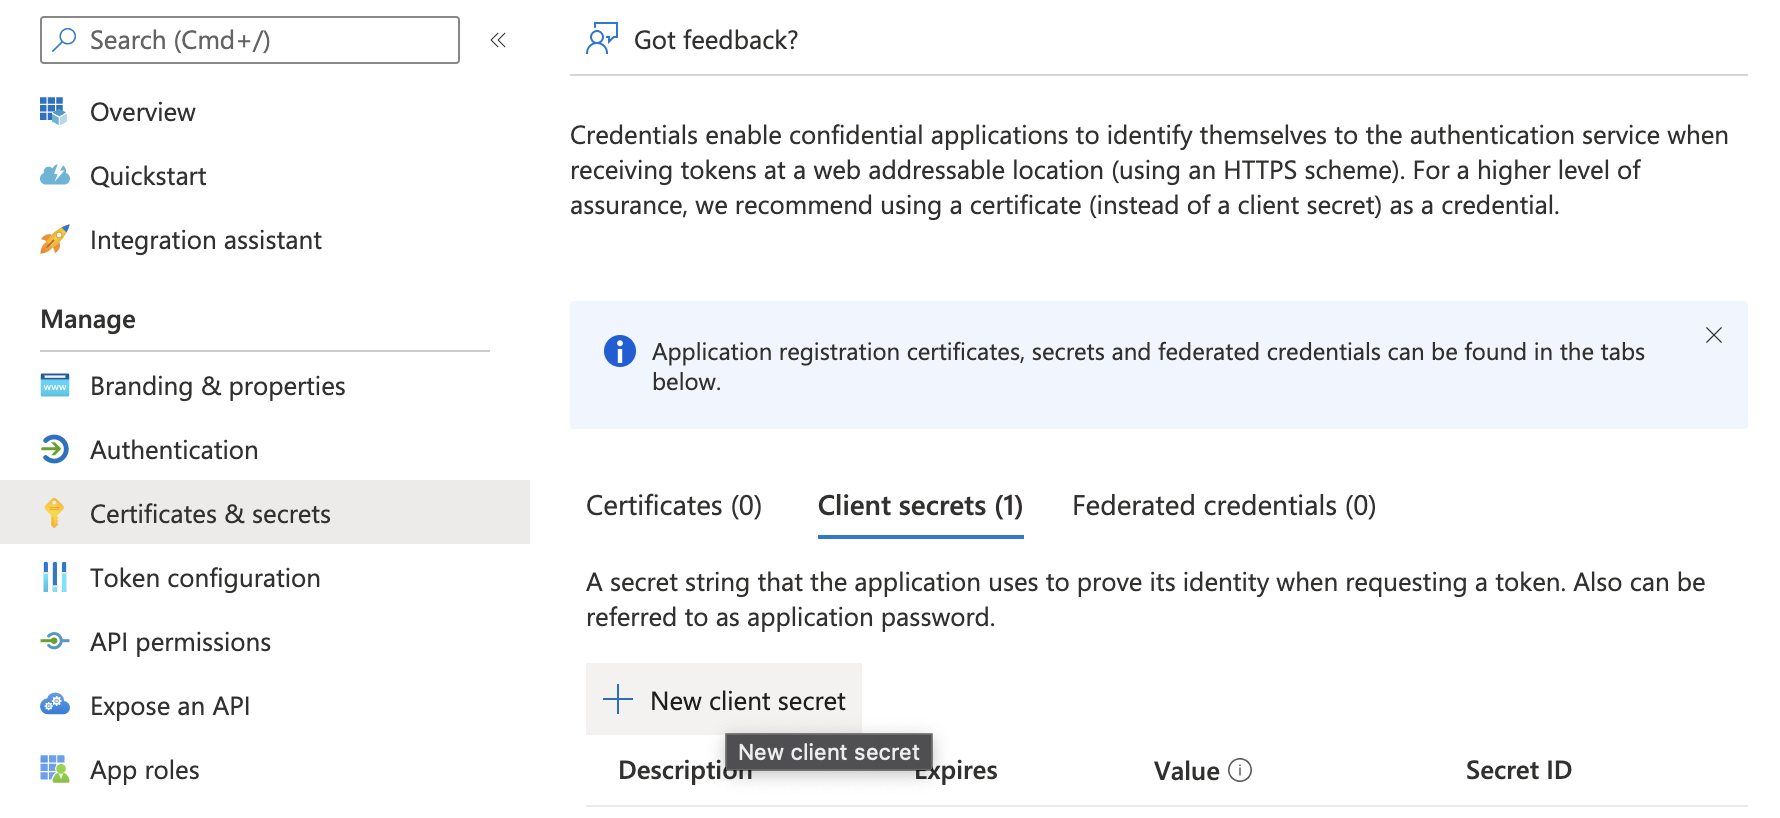 Search (Cmd+/)
«
Overview
Quickstart
Integration assistant
Manage
Branding & properties
Authentication
Certificates & secrets
Token configuration
API permissions
Expose an API
App roles
Got feedback?
Credentials enable confidential applications to identify themselves to the authentication service when
receiving tokens at a web addressable location (using an HTTPS scheme). For a higher level of
assurance, we recommend using a certificate (instead of a client secret) as a credential.
Application registration certificates, secrets and federated credentials can be found in the tabs
below.
Certificates (0) Client secrets (1) Federated credentials (0)
A secret string that the application uses to prove its identity when requesting a token. Also can be
referred to as application password.
New client secret
New client secret
Description Expires Value Secret ID